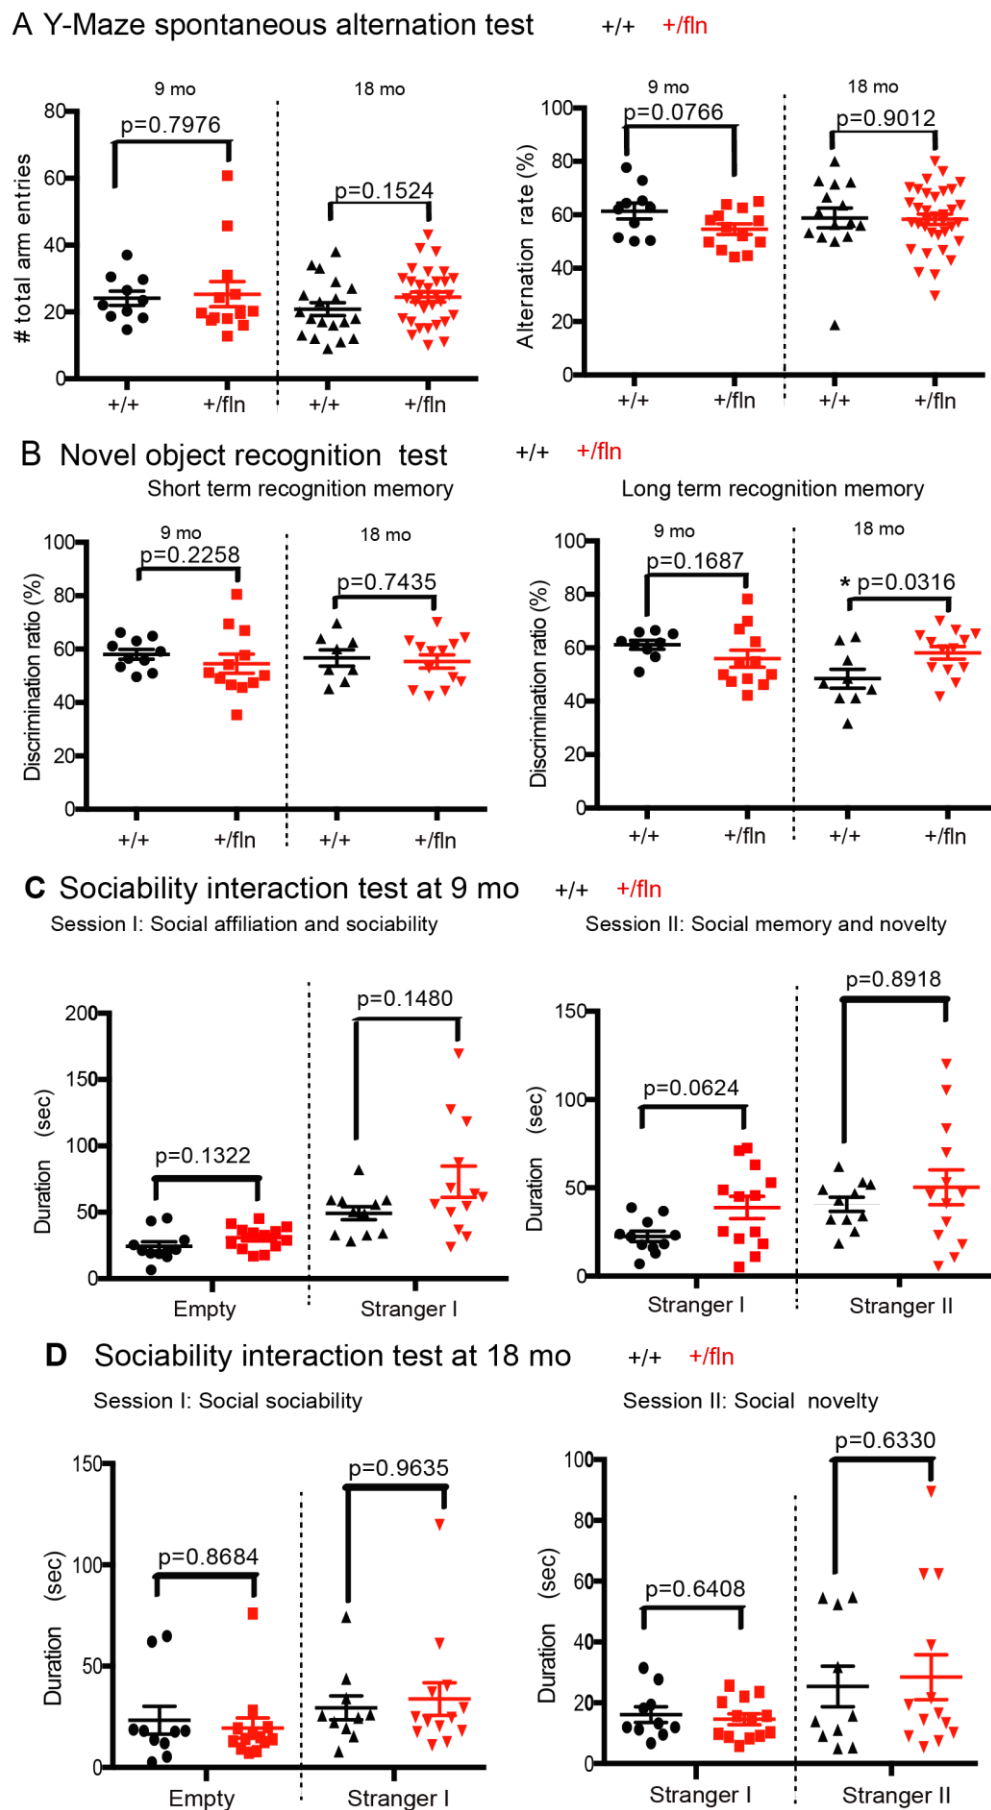 A Y-Maze spontaneous alternation test +/+ +/fln
9 mo 18 mo
p=0.7976
p=0.1524
# total arm entries
80
60
40
20
0
+/+ +/fln +/+ +/fln
9 mo 18 mo
p=0.0766 p=0.9012
Alternation rate (%)
100
80
60
40
20
0
+/+ +/fln +/+ +/fln
B Novel object recognition test +/+ +/fln
Short term recognition memory
9 mo 18 mo
p=0.2258
p=0.7435
Discrimination ratio (%)
100
80
60
40
20
0
+/+ +/fln +/+ +/fln
Long term recognition memory
9 mo 18 mo
p=0.1687
* p=0.0316
Discrimination ratio (%)
100
80
60
40
20
0
+/+ +/fln +/+ +/fln
C Sociability interaction test at 9 mo +/+ +/fln
Session I: Social affiliation and sociability
p=0.1480
p=0.1322
Duration (sec)
200
150
100
50
0
Empty Stranger I
Session II: Social memory and novelty
p=0.8918
p=0.0624
Duration (sec)
150
100
50
0
Stranger I Stranger II
D Sociability interaction test at 18 mo +/+ +/fln
Session I: Social sociability
p=0.9635
p=0.8684
Duration (sec)
150
100
50
0
Empty Stranger I
Session II: Social novelty
p=0.6330
p=0.6408
Duration (sec)
100
80
60
40
20
0
Stranger I Stranger II